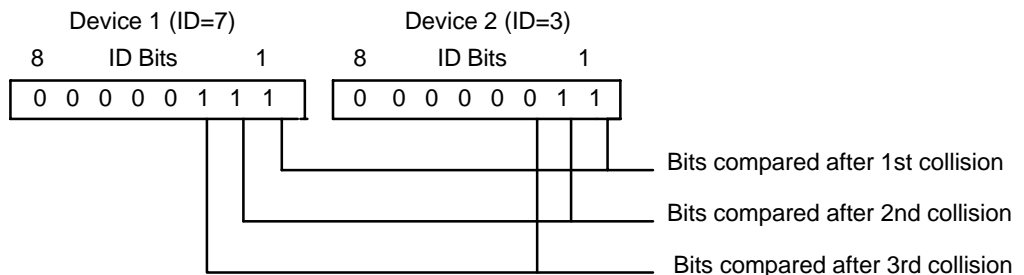 Device 1 (ID=7) Device 2 (ID=3)
8 ID Bits 1 8 ID Bits 1
0 0 0 0 0 1 1 1 0 0 0 0 0 0 1 1
Bits compared after 1st collision
Bits compared after 2nd collision
Bits compared after 3rd collision